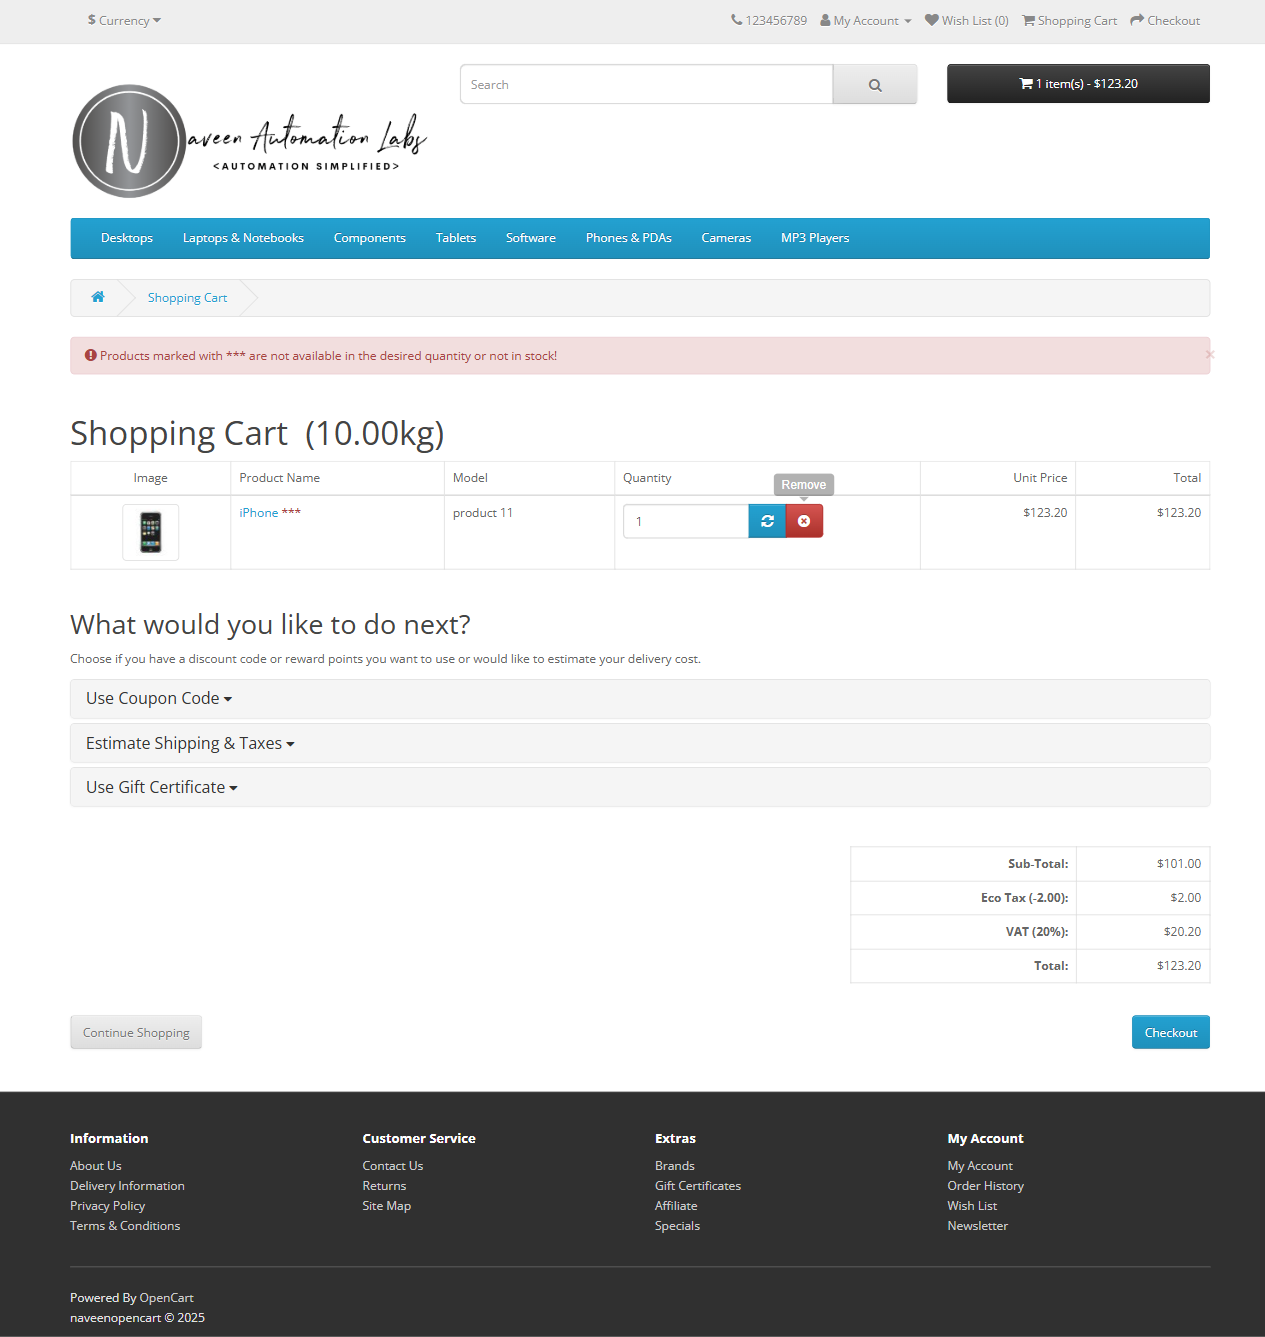 $ Currency
123456789 My Account Wish List (0) Shopping Cart Checkout
Search
1 item(s) - $123.20
N
aveen Automation Labs
<AUTOMATION SIMPLIFIED>
Desktops Laptops & Notebooks Components Tablets Software Phones & PDAs Cameras MP3 Players
Shopping Cart
Products marked with *** are not available in the desired quantity or not in stock!
×
Shopping Cart (10.00kg)
Image Product Name Model Quantity Unit Price Total
Remove
iPhone *** product 11 1 $123.20 $123.20
What would you like to do next?
Choose if you have a discount code or reward points you want to use or would like to estimate your delivery cost.
Use Coupon Code
Estimate Shipping & Taxes
Use Gift Certificate
Sub-Total: $101.00
Eco Tax (-2.00): $2.00
VAT (20%): $20.20
Total: $123.20
Continue Shopping Checkout
Information
About Us
Delivery Information
Privacy Policy
Terms & Conditions
Customer Service
Contact Us
Returns
Site Map
Extras
Brands
Gift Certificates
Affiliate
Specials
My Account
My Account
Order History
Wish List
Newsletter
Powered By OpenCart
naveenopencart © 2025